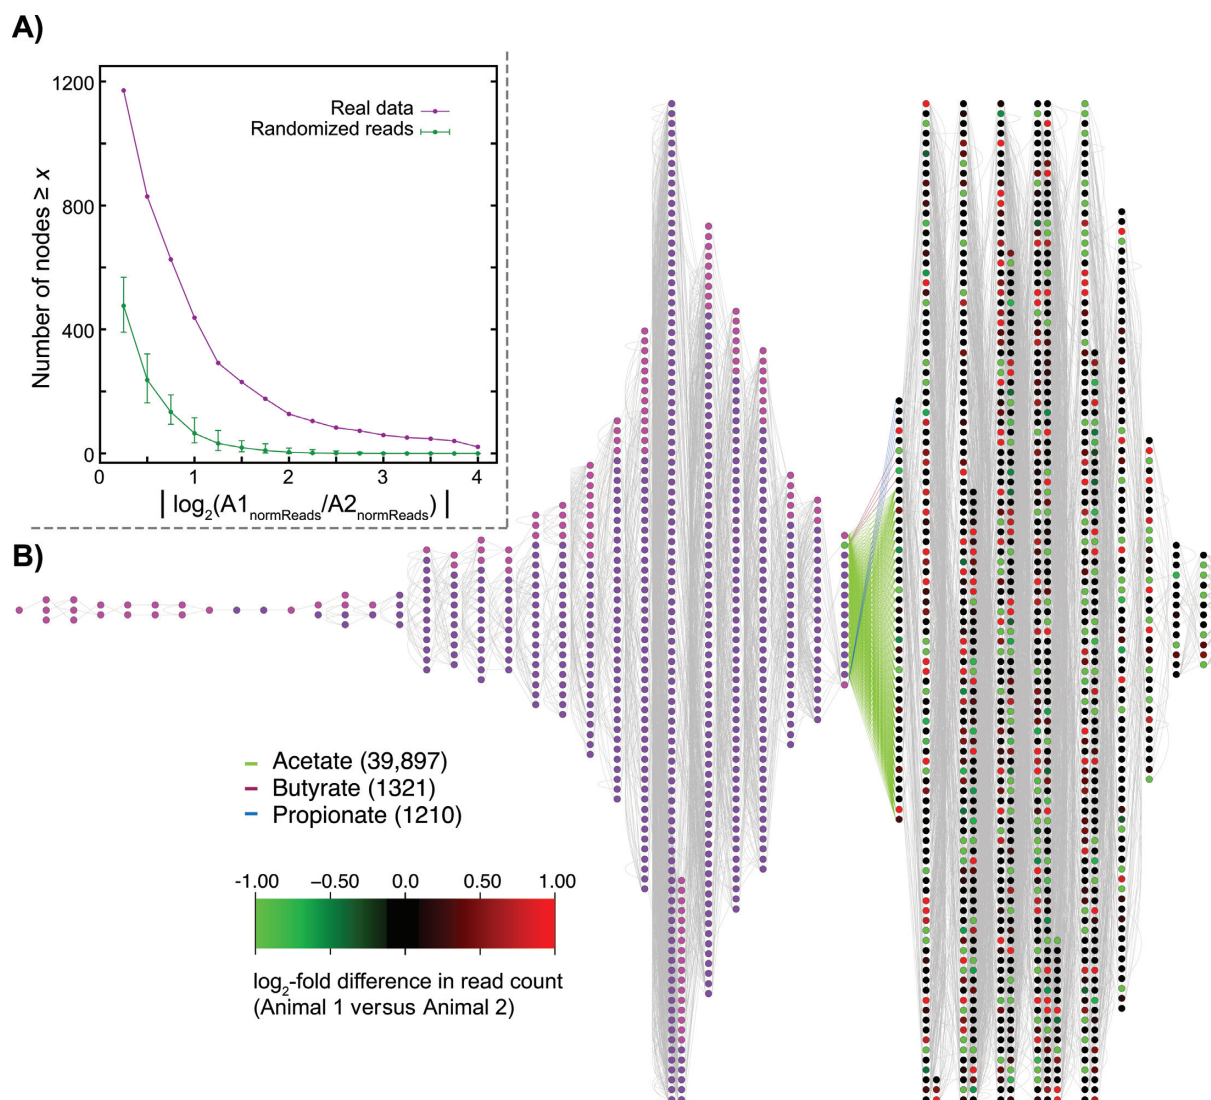 A)
1200
800
400
0
Number of nodes ≥ x
Real data
Randomized reads
0 1 2 3 4
| log2(A1normReads/A2normReads) |
B)
Acetate (39,897)
Butyrate (1321)
Propionate (1210)
-1.00 –0.50 0.0 0.50 1.00
log2-fold difference in read count
(Animal 1 versus Animal 2)